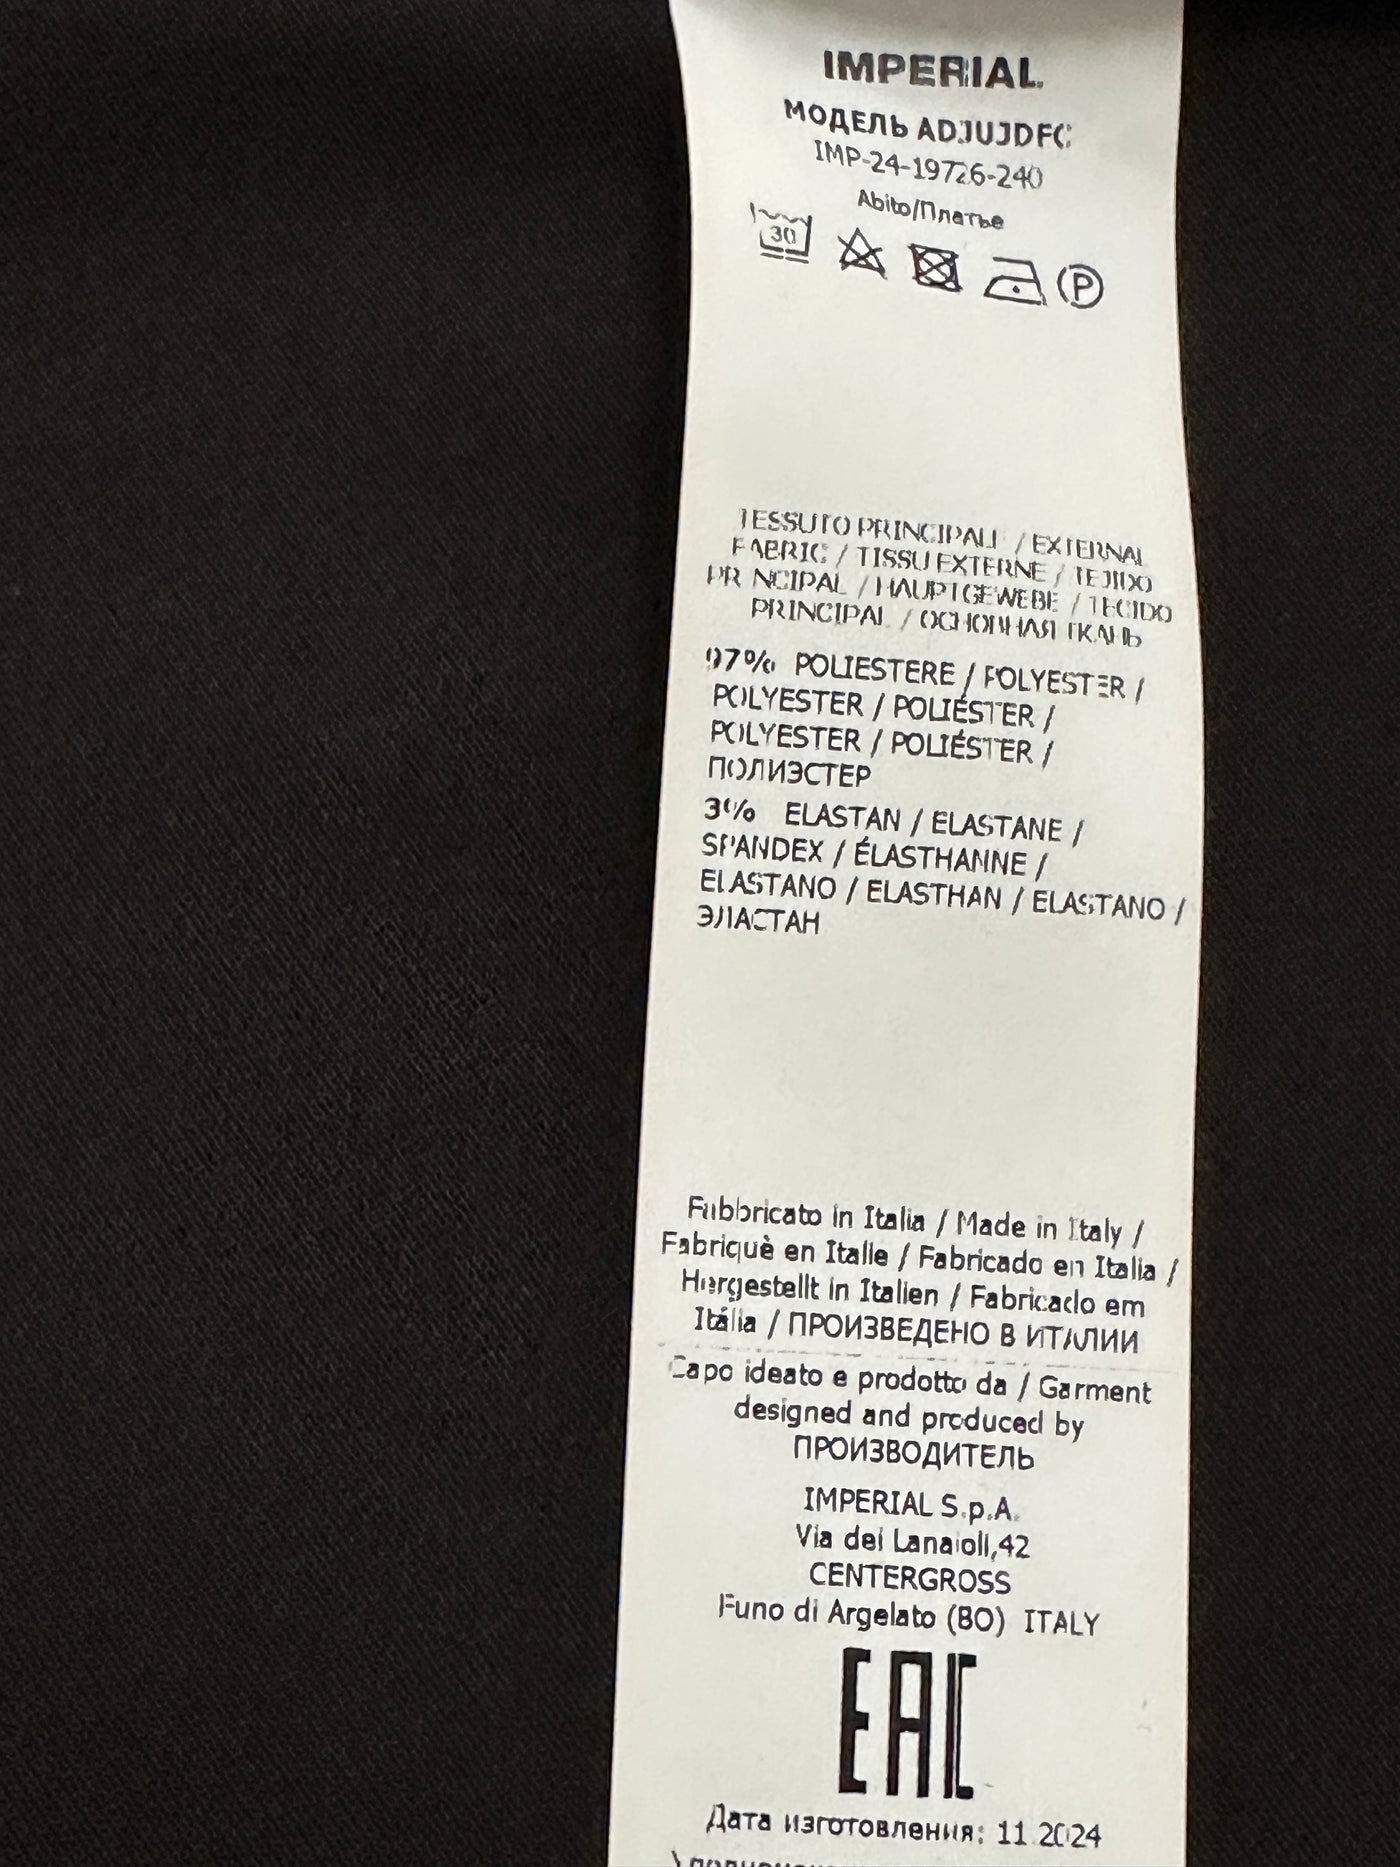 IMPERIAL
МОДЕЛЬ ADJUJDFC
IMP-24-19726-240
Abito/Платье
30
P
TESSUTO PRINCIPALE / EXTERNAL
FABRIC / TISSU EXTERNE / TEJIDO
PRINCIPAL / HAUPTGEWEBE / TECIDO
PRINCIPAL / ОСНОВНАЯ ТКАНЬ
97% POLIESTERE / POLYESTER /
POLYESTER / POLIÉSTER /
POLYESTER / POLIÉSTER /
ПОЛИЭСТЕР
3% ELASTAN / ELASTANE /
SPANDEX / ÉLASTHANNE /
ELASTANO / ELASTHAN / ELASTANO /
ЭЛАСТАН
Fabbricato in Italia / Made in Italy /
Fabriquè en Italie / Fabricado en Italia /
Hergestellt in Italien / Fabricado em
Itália / ПРОИЗВЕДЕНО В ИТАЛИИ
Capo ideato e prodotto da / Garment
designed and produced by
ПРОИЗВОДИТЕЛЬ
IMPERIAL S.p.A.
Via dei Lanaioli,42
CENTERGROSS
Funo di Argelato (BO) ITALY
EAC
Дата изготовления: 11.2024